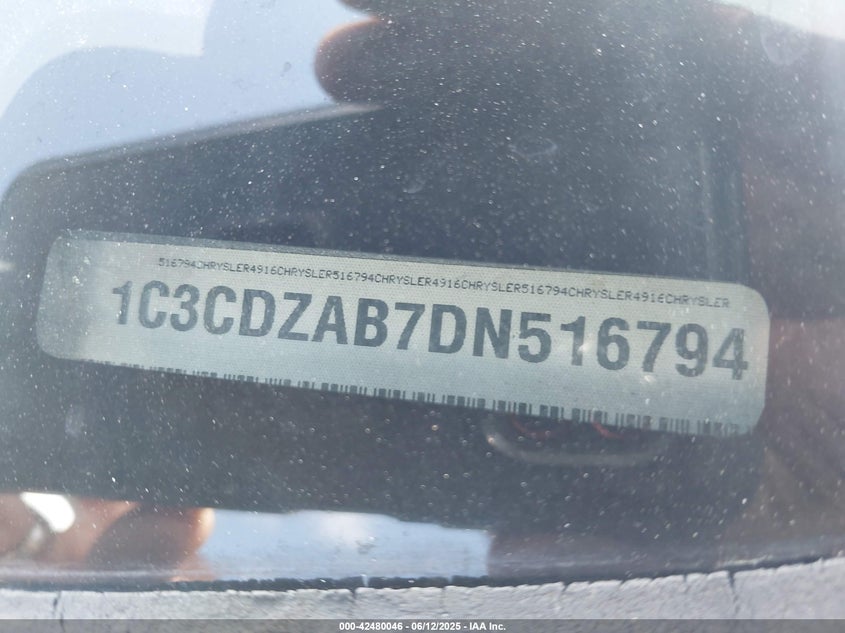 516794CHRYSLER4916CHRYSLER516794CHRYSLER4916CHRYSLER516794CHRYSLER4916CHRYSLER
1C3CDZAB7DN516794
000-42480046 - 06/12/2025 - IAA Inc.